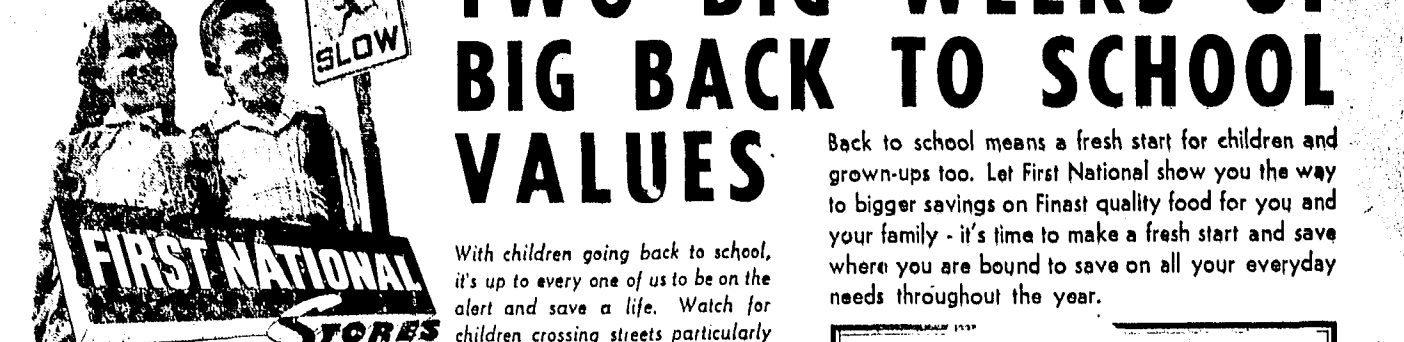 SLOW
TWO BIG WEEKS OF
BIG BACK TO SCHOOL
VALUES
FIRST NATIONAL
STORES
With children going back to school,
it's up to every one of us to be on the
alert and save a life. Watch for
children crossing streets particularly
Back to school means a fresh start for children and
grown-ups too. Let First National show you the way
to bigger savings on Finast quality food for you and
your family - it's time to make a fresh start and save
where you are bound to save on all your everyday
needs throughout the year.